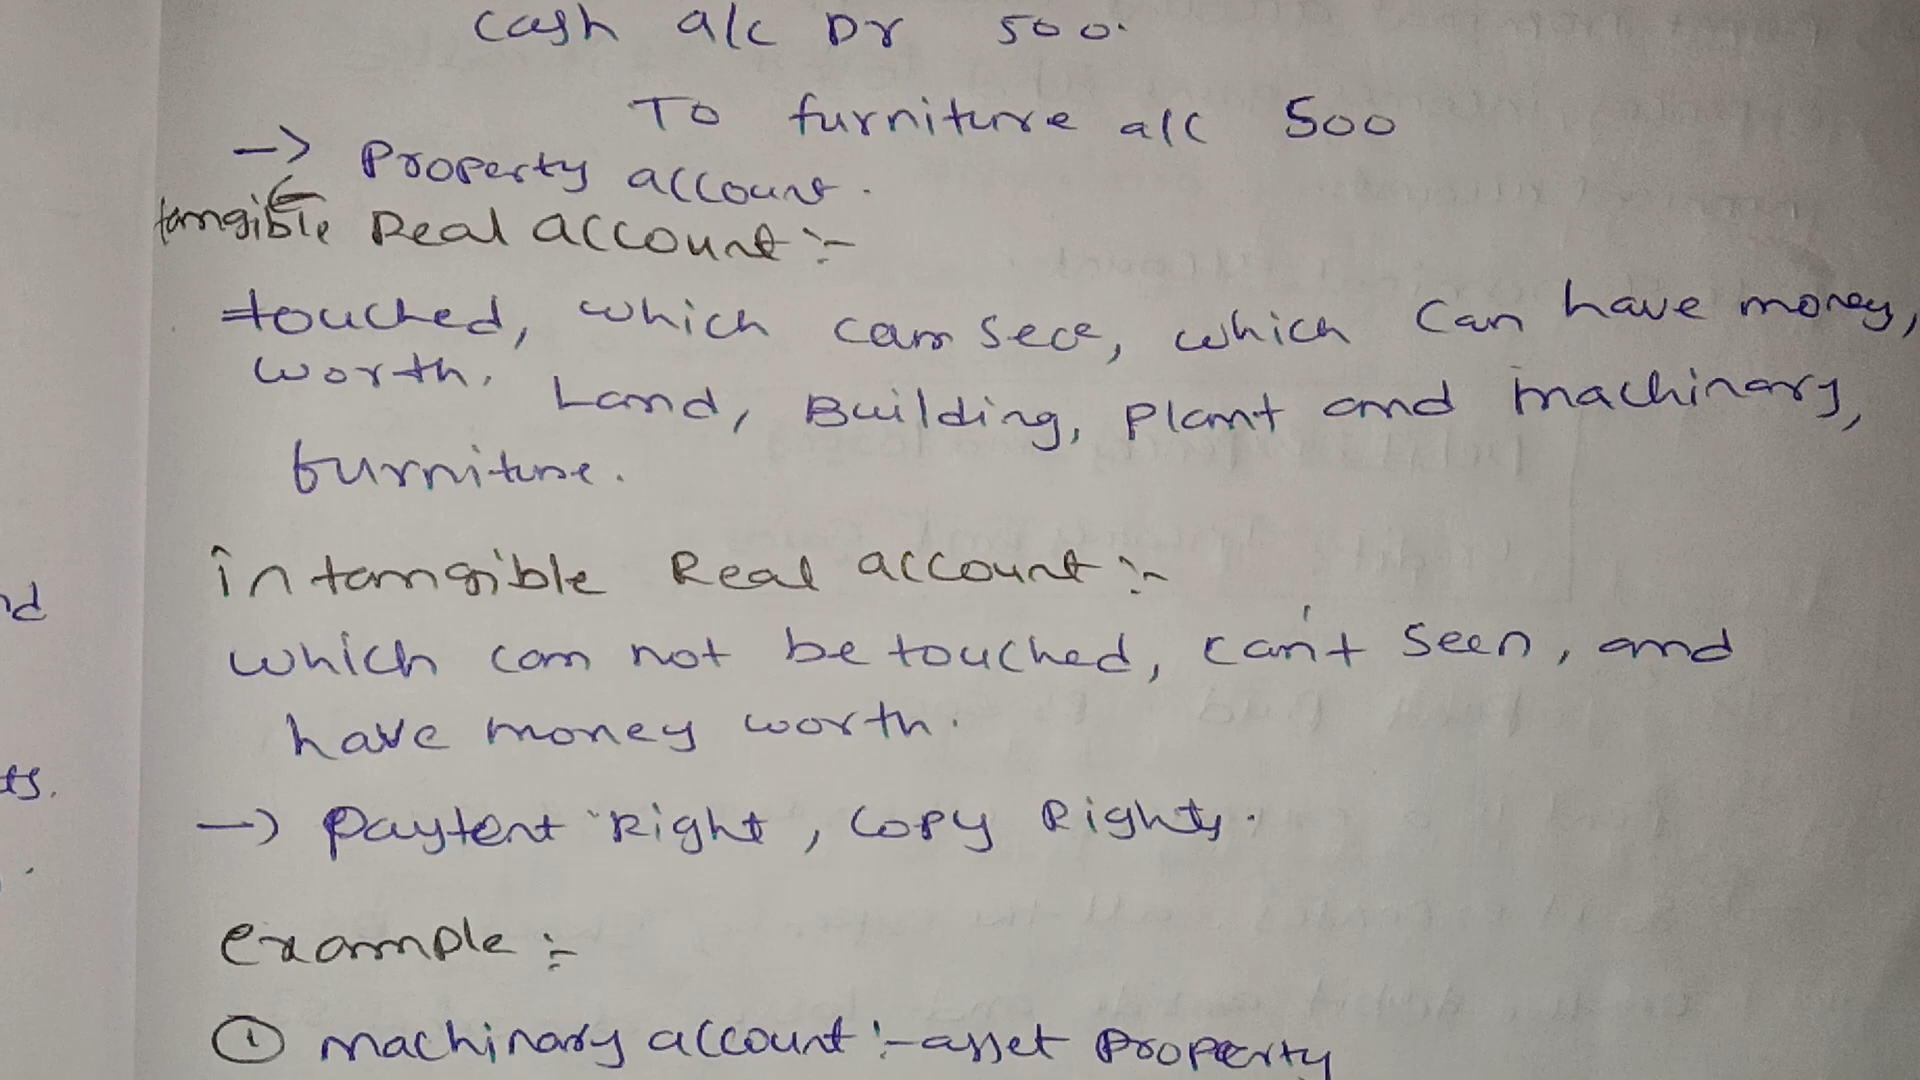 cash a/c Dr 500.
To furniture a/c 500
-> Property account.
tangible Real account :-
touched, which can see, which can have money,
worth. Land, Building, Plant and machinary,
furniture.
intangible Real account :-
which can not be touched, can't seen, and
nd
have money worth.
ts.
-> Paytent Right, Copy Rights.
example :-
① machinary account :- asset Property